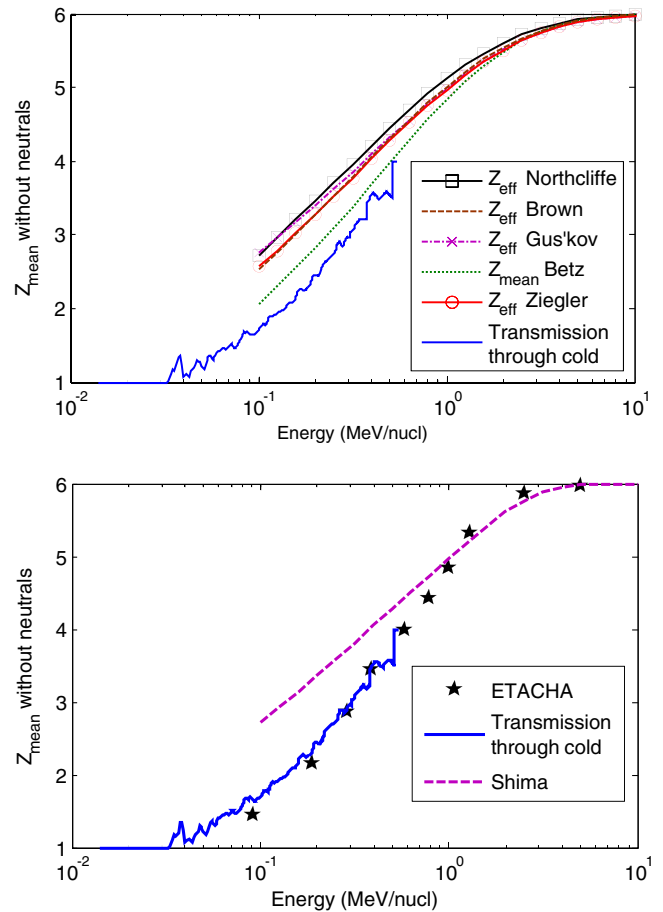 6
5
4
3
2
1
Z_mean without neutrals
Z_eff Northcliffe
Z_eff Brown
Z_eff Gus'kov
Z_mean Betz
Z_eff Ziegler
Transmission
through cold
10^-2
10^-1
10^0
10^1
Energy (MeV/nucl)
6
5
4
3
2
1
Z_mean without neutrals
ETACHA
Transmission
through cold
Shima
10^-2
10^-1
10^0
10^1
Energy (MeV/nucl)